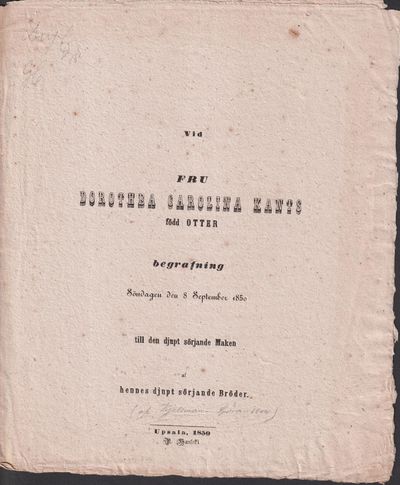 Vid
FRU
DOROTHEA CAROLINA KANTS
född OTTER
begrafning
Söndagen den 8 September 1850
till den djupt sörjande Maken
af
hennes djupt sörjande Bröder.
Upsala, 1850
P. Hanselli